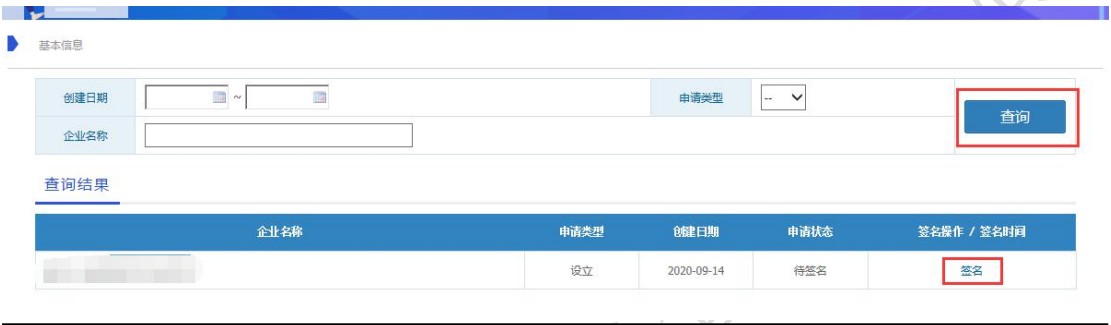 基本信息
创建日期 ~ 申请类型 --
查询
企业名称
查询结果
企业名称 申请类型 创建日期 申请状态 签名操作 / 签名时间
设立 2020-09-14 待签名 签名